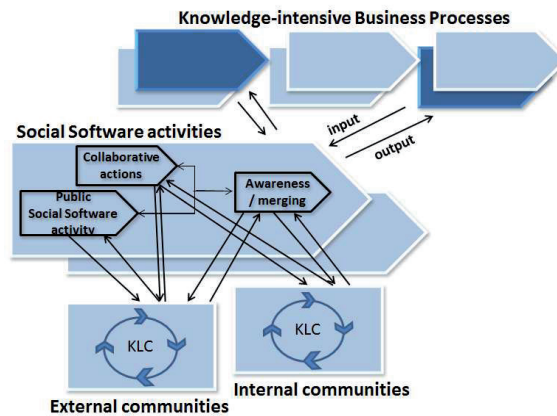 Knowledge-intensive Business Processes
input
output
Social Software activities
Collaborative
actions
Public
Social Software
activity
Awareness
/ merging
KLC
KLC
Internal communities
External communities